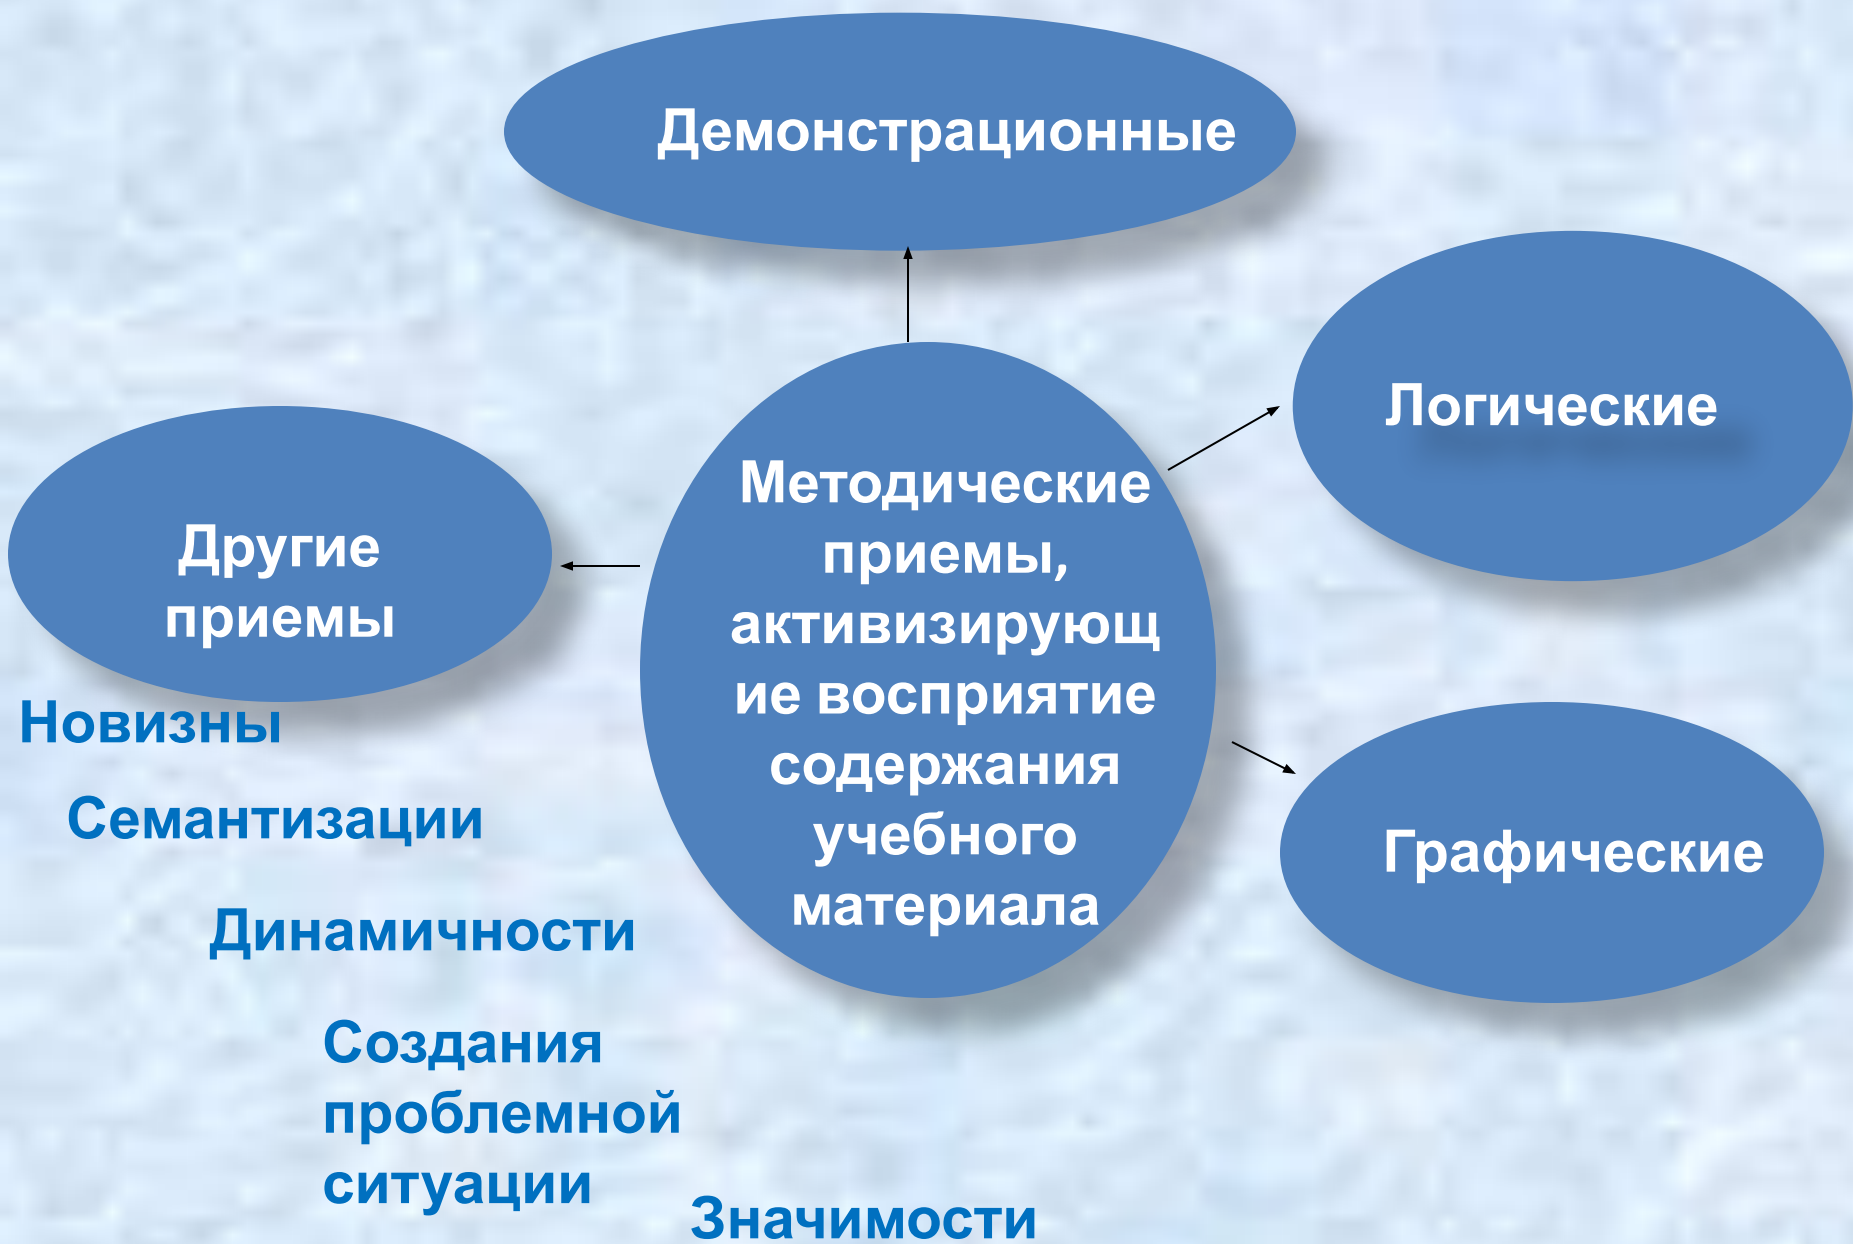 Демонстрационные
Логические
Методические
приемы,
активизирующ
ие восприятие
содержания
учебного
материала
Другие
приемы
Графические
Новизны
Семантизации
Динамичности
Создания
проблемной
ситуации
Значимости